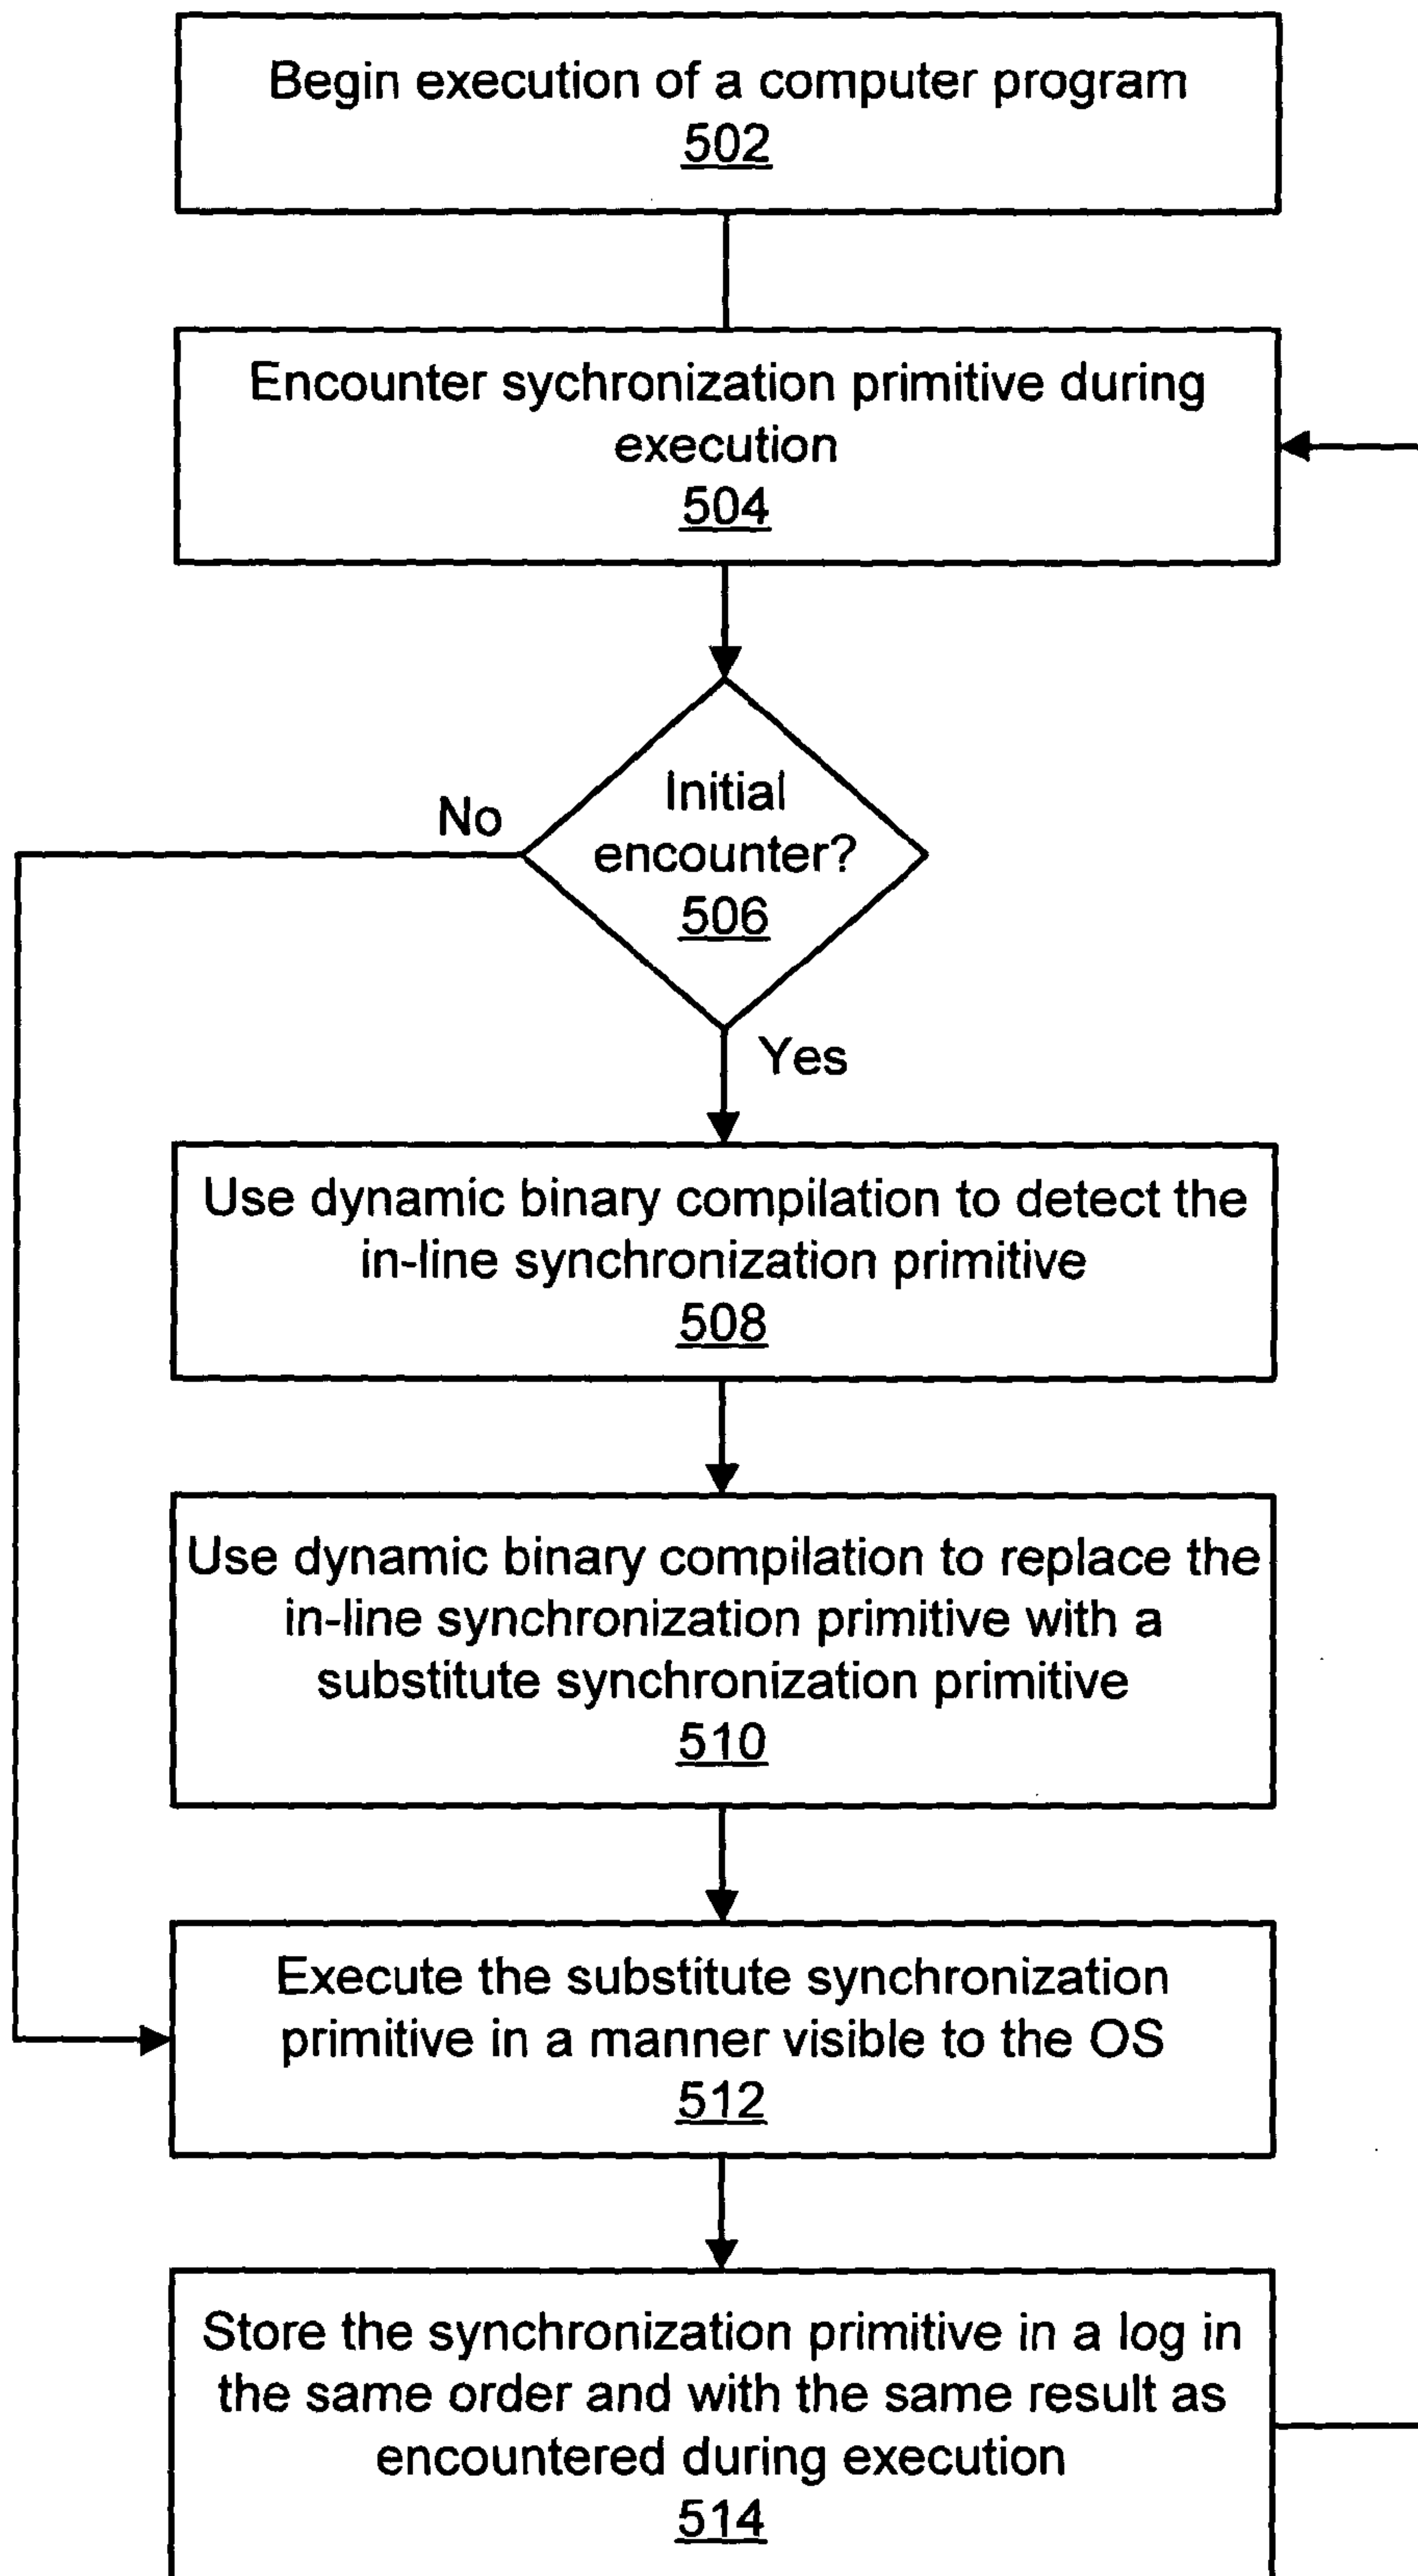 Begin execution of a computer program
502
Encounter sychronization primitive during
execution
504
No
Initial
encounter?
506
Yes
Use dynamic binary compilation to detect the
in-line synchronization primitive
508
Use dynamic binary compilation to replace the
in-line synchronization primitive with a
substitute synchronization primitive
510
Execute the substitute synchronization
primitive in a manner visible to the OS
512
Store the synchronization primitive in a log in
the same order and with the same result as
encountered during execution
514